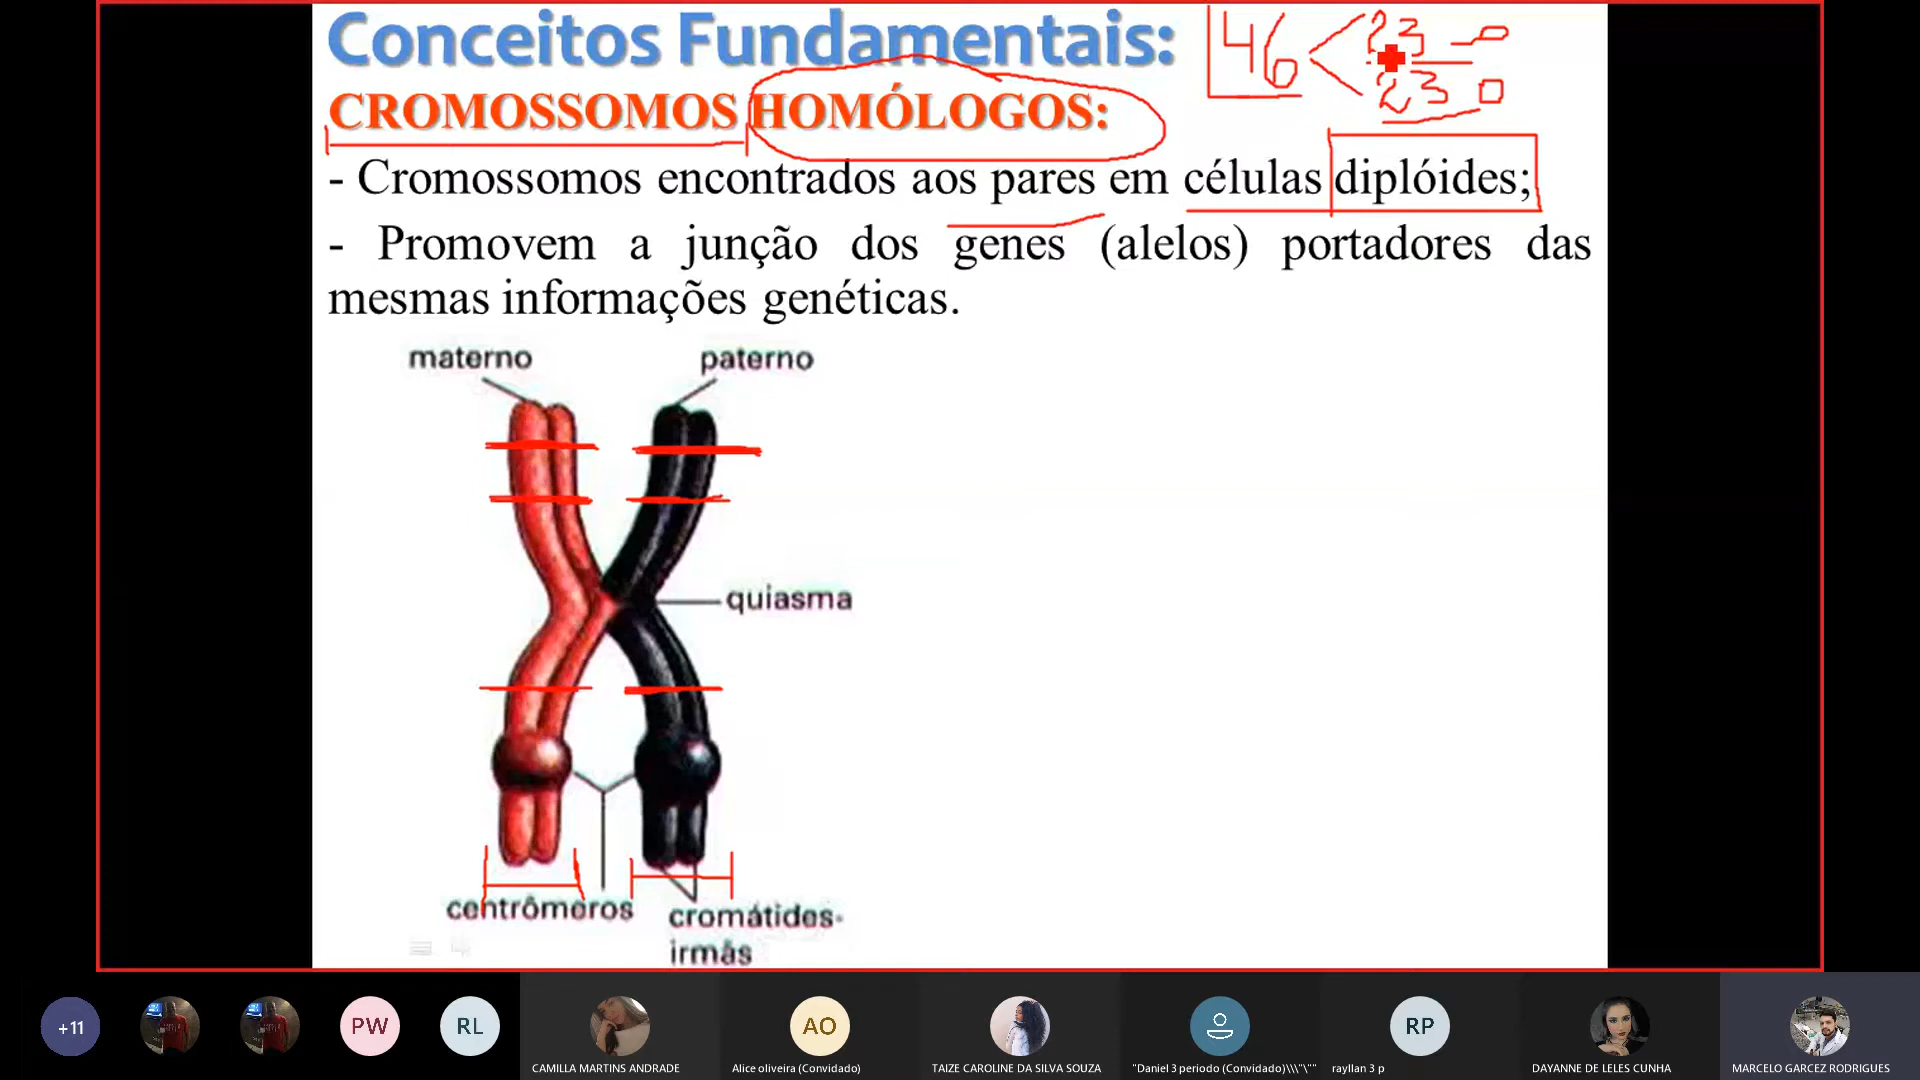 Conceitos Fundamentais:
46 < 23
23
CROMOSSOMOS HOMÓLOGOS:
- Cromossomos encontrados aos pares em células diplóides;
- Promovem a junção dos genes (alelos) portadores das
mesmas informações genéticas.
materno
paterno
quiasma
centrômeros
cromátides-
irmãs
+11
PW
RL
AO
RP
CAMILLA MARTINS ANDRADE
Alice oliveira (Convidado)
TAIZE CAROLINE DA SILVA SOUZA
"Daniel 3 periodo (Convidado)\\\"\""
rayllan 3 p
DAYANNE DE LELES CUNHA
MARCELO GARCEZ RODRIGUES